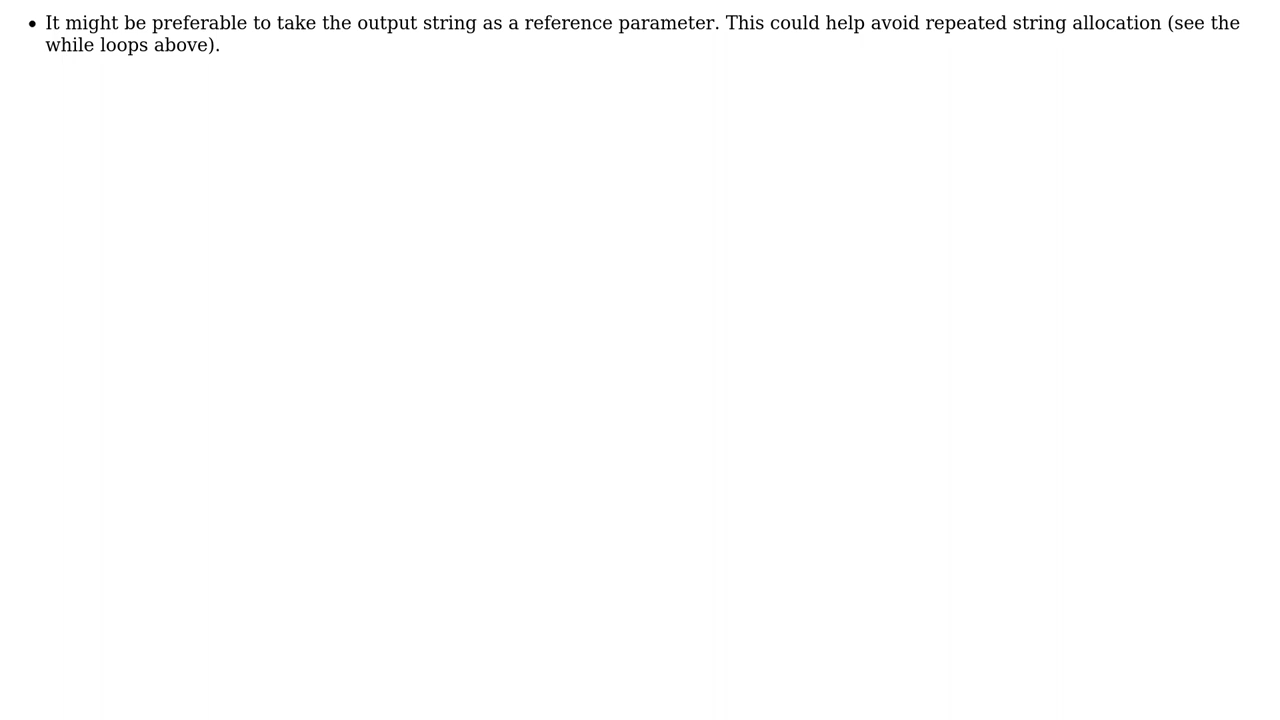 • It might be preferable to take the output string as a reference parameter. This could help avoid repeated string allocation (see the
while loops above).